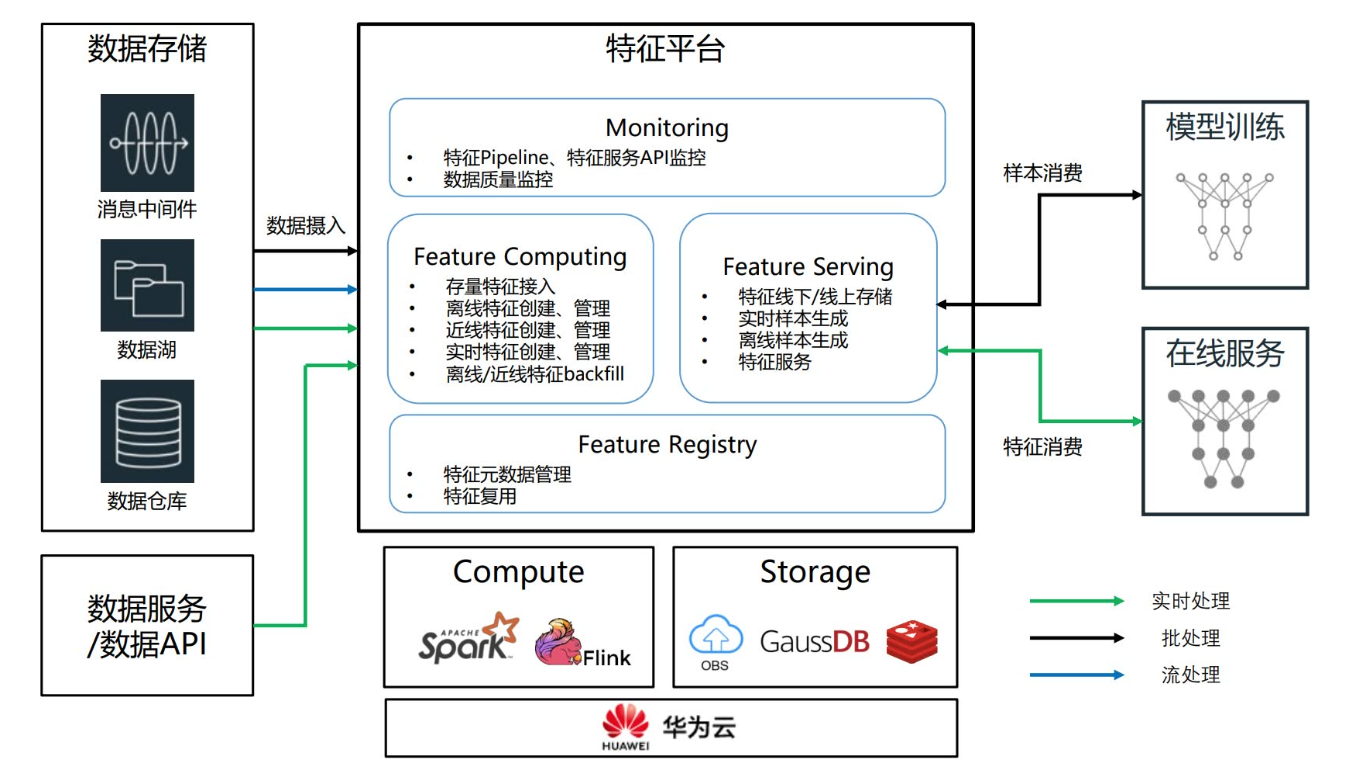 数据存储
消息中间件
数据湖
数据仓库
数据服务
/数据API
数据摄入
特征平台
Monitoring
• 特征Pipeline、特征服务API监控
• 数据质量监控
Feature Computing
• 存量特征接入
• 离线特征创建、管理
• 近线特征创建、管理
• 实时特征创建、管理
• 离线/近线特征backfill
Feature Serving
• 特征线下/线上存储
• 实时样本生成
• 离线样本生成
• 特征服务
Feature Registry
• 特征元数据管理
• 特征复用
Compute
APACHE
Spark™
Flink
Storage
OBS
GaussDB
HUAWEI
华为云
样本消费
模型训练
在线服务
特征消费
实时处理
批处理
流处理